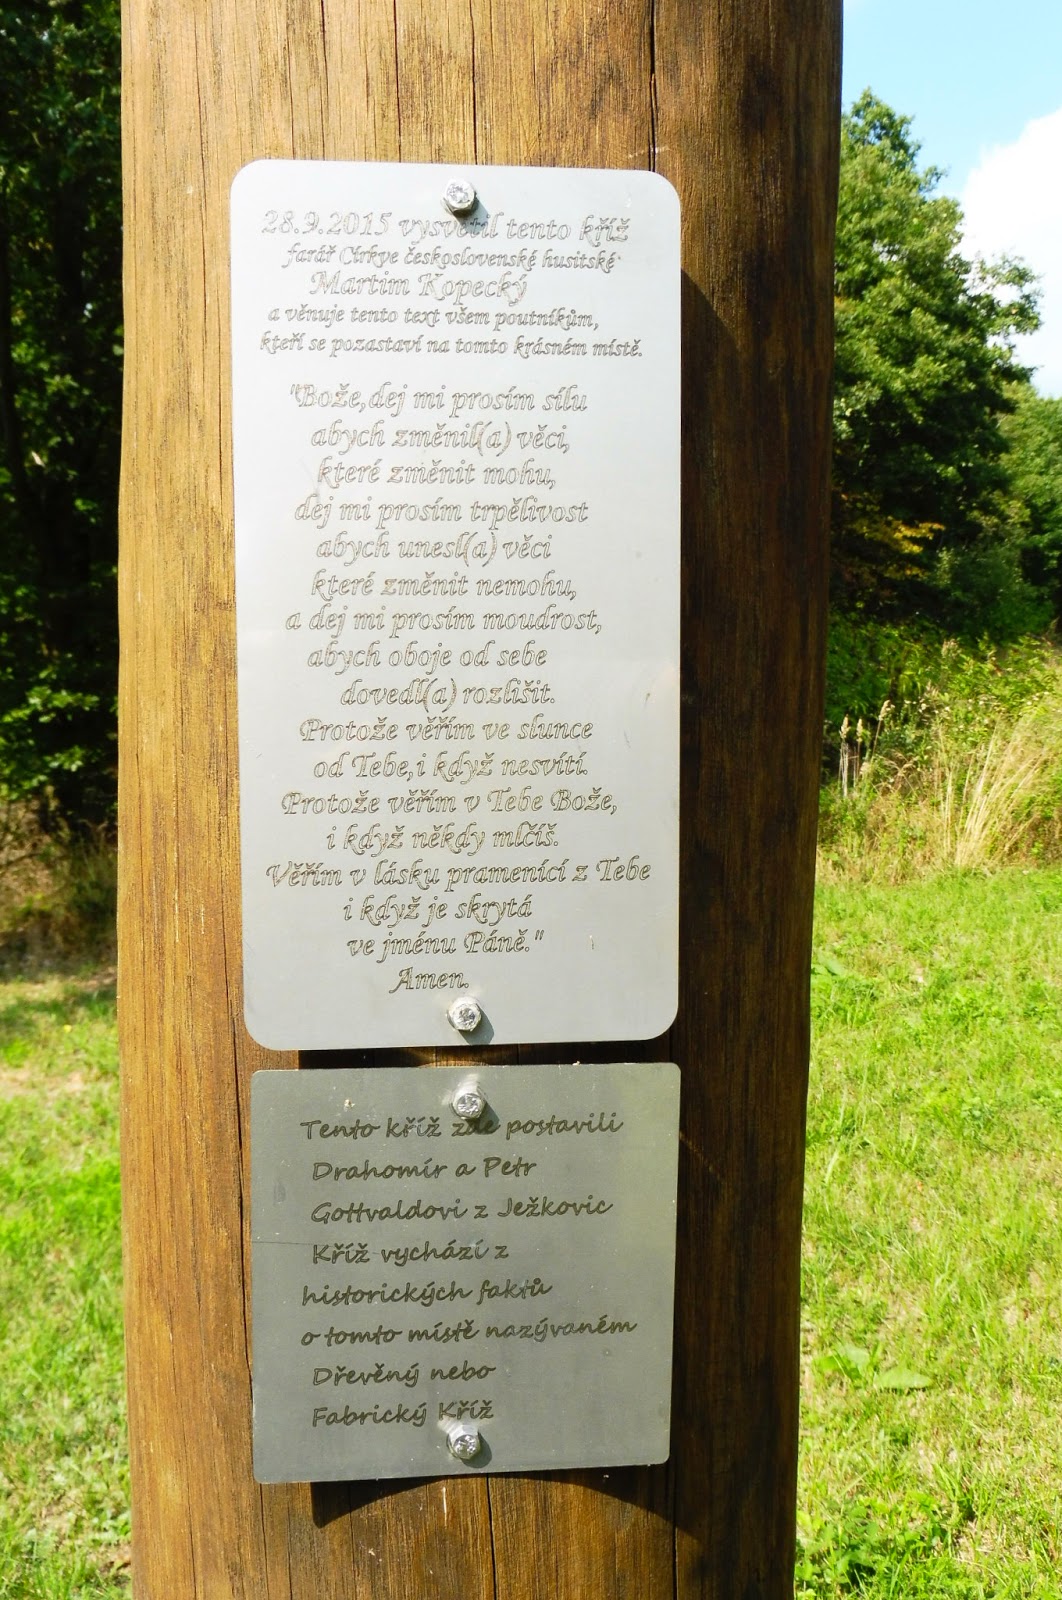 28.9.2015 vysvětil tento kříž
farář Církve československé husitské
Martim Kopecký
a věnuje tento text všem poutníkům,
kteří se pozastaví na tomto krásném místě.
"Bože,dej mi prosím sílu
abych změnil(a) věci,
které změnit mohu,
dej mi prosím trpělivost
abych unesl(a) věci
které změnit nemohu,
a dej mi prosím moudrost,
abych oboje od sebe
dovedl(a) rozlišit.
Protože věřím ve slunce
od Tebe,i když nesvítí.
Protože věřím v Tebe Bože,
i když někdy mlčíš.
Věřím v lásku pramenící z Tebe
i když je skrytá
ve jménu Páně."
Amen.
Tento kříž zde postavili
Drahomír a Petr
Gottvaldovi z Ježkovic
Kříž vychází z
historických faktů
o tomto místě nazývaném
Dřevěný nebo
Fabrický Kříž